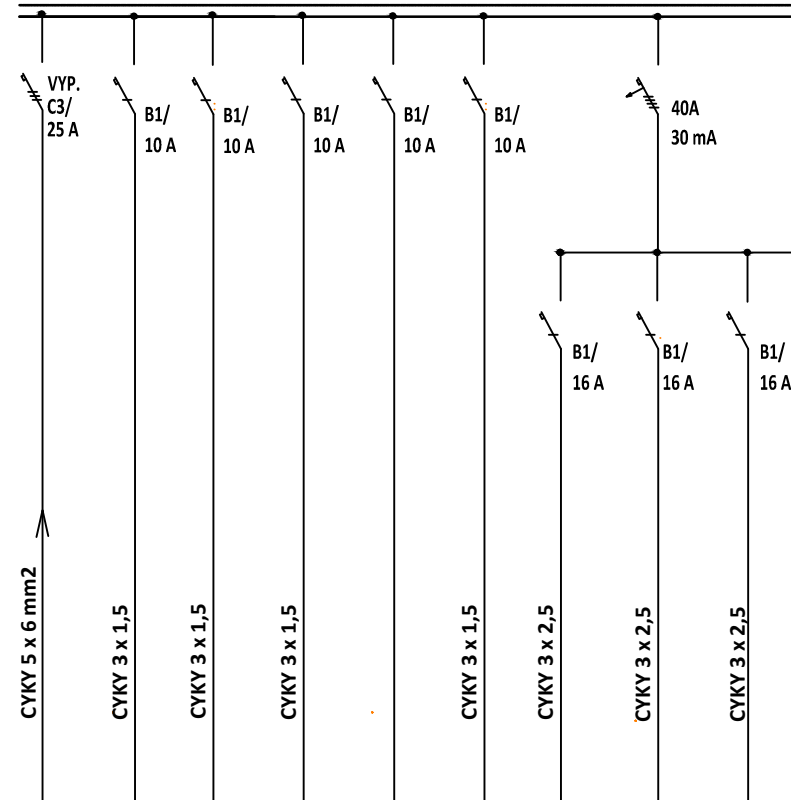 VYP.
C3/
25 A
B1/
10 A
B1/
10 A
B1/
10 A
B1/
10 A
B1/
10 A
40A
30 mA
B1/
16 A
B1/
16 A
B1/
16 A
CYKY 5 x 6 mm2
CYKY 3 x 1,5
CYKY 3 x 1,5
CYKY 3 x 1,5
CYKY 3 x 1,5
CYKY 3 x 2,5
CYKY 3 x 2,5
CYKY 3 x 2,5